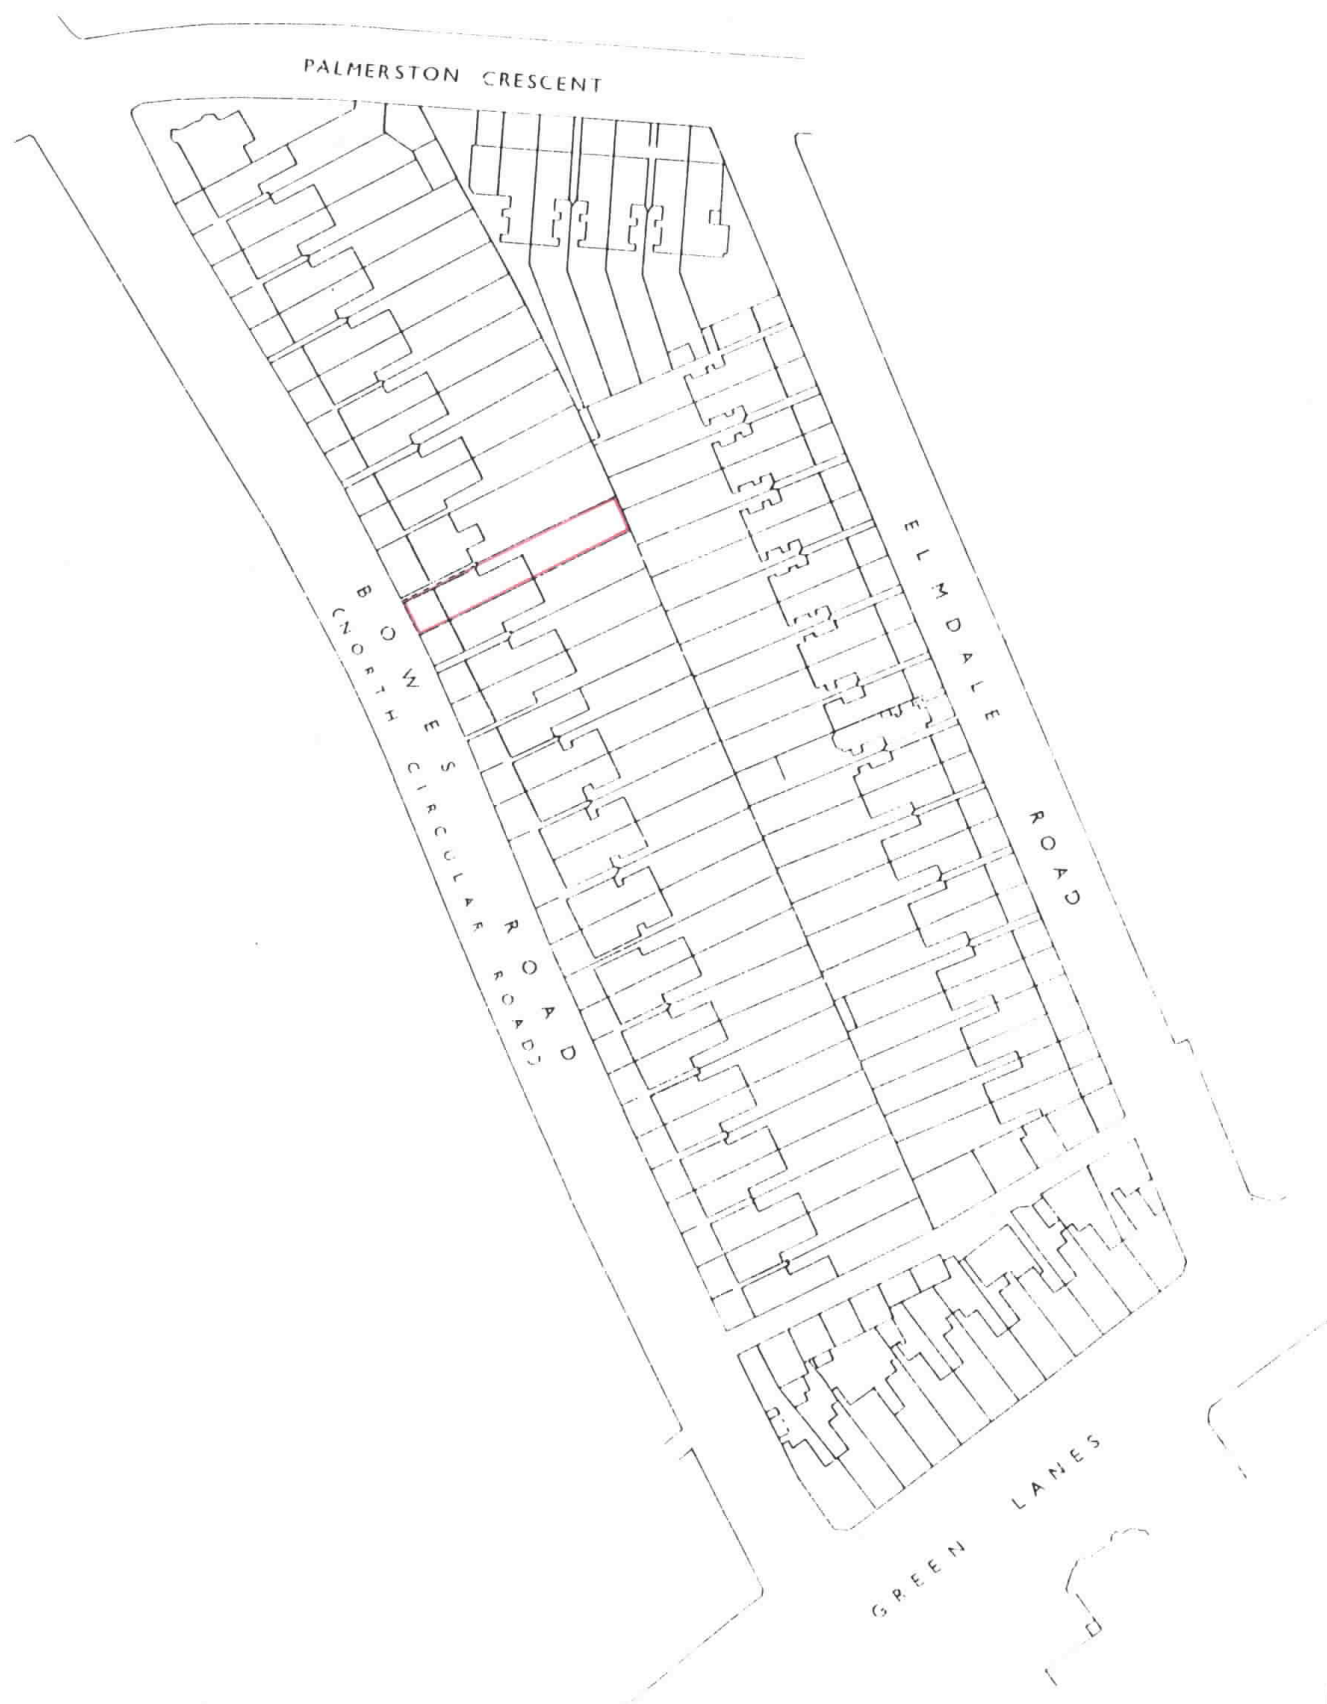 PALMERSTON CRESCENT
BOWES ROAD
(NORTH CIRCULAR ROAD)
ELMDALE ROAD
GREEN LANES